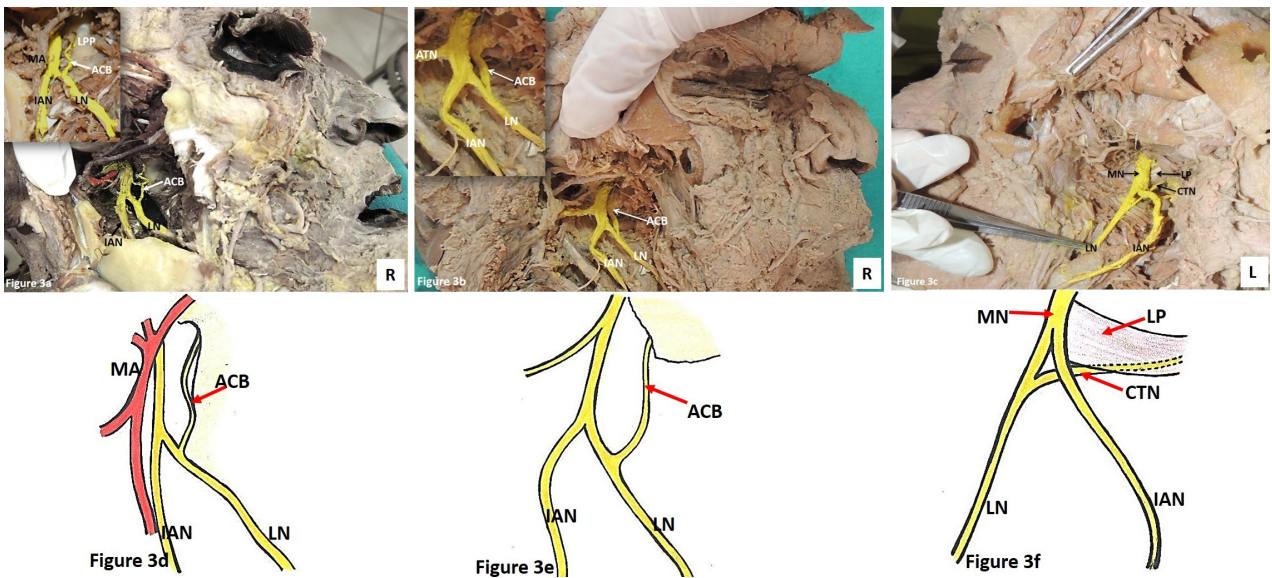 LPP
MA
ACB
IAN
LN
ACB
LN
IAN
R
Figure 3a
ATN
ACB
LN
IAN
ACB
LN
IAN
R
Figure 3b
MN
LP
CTN
LN
IAN
L
Figure 3c
MA
ACB
IAN
LN
Figure 3d
ACB
IAN
LN
Figure 3e
MN
LP
CTN
LN
IAN
Figure 3f